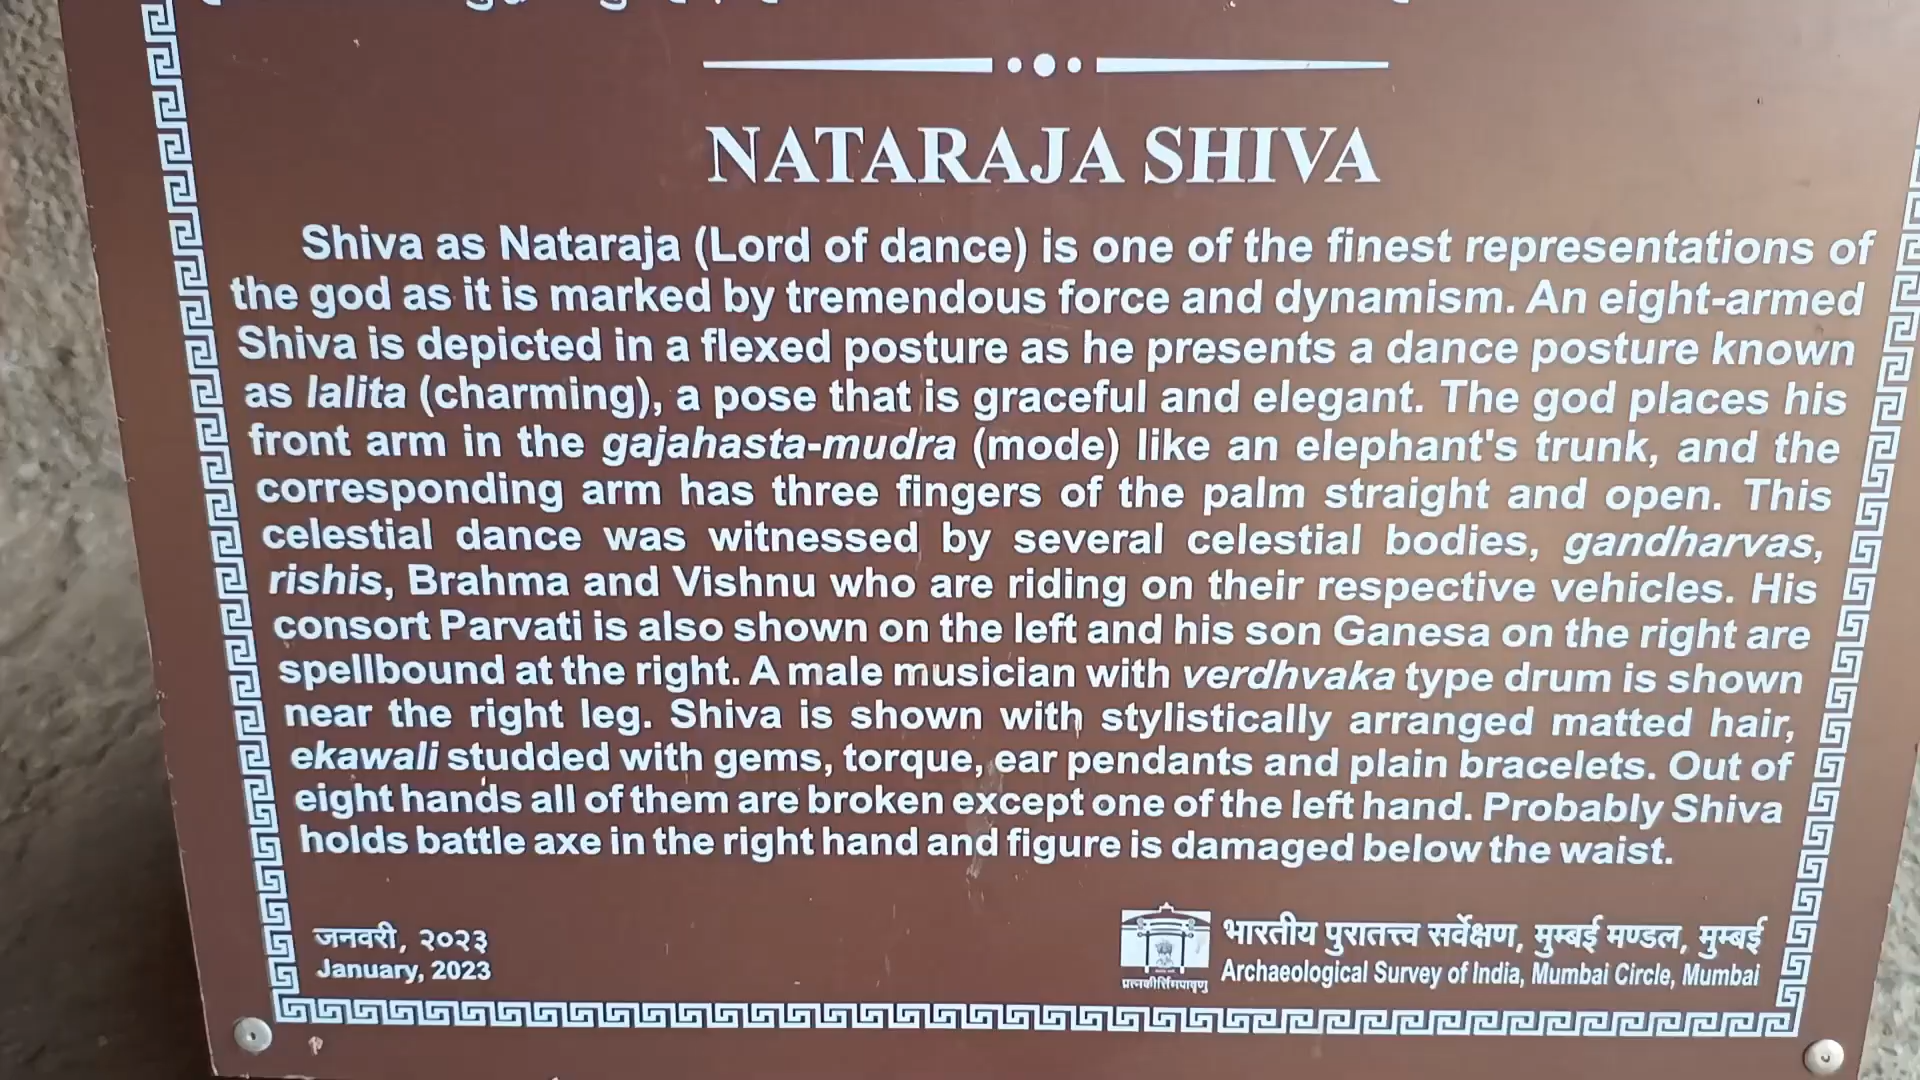 NATARAJA SHIVA
Shiva as Nataraja (Lord of dance) is one of the finest representations of
the god as it is marked by tremendous force and dynamism. An eight-armed
Shiva is depicted in a flexed posture as he presents a dance posture known
as lalita (charming), a pose that is graceful and elegant. The god places his
front arm in the gajahasta-mudra (mode) like an elephant's trunk, and the
corresponding arm has three fingers of the palm straight and open. This
celestial dance was witnessed by several celestial bodies, gandharvas,
rishis, Brahma and Vishnu who are riding on their respective vehicles. His
consort Parvati is also shown on the left and his son Ganesa on the right are
spellbound at the right. A male musician with verdhvaka type drum is shown
near the right leg. Shiva is shown with stylistically arranged matted hair,
ekawali studded with gems, torque, ear pendants and plain bracelets. Out of
eight hands all of them are broken except one of the left hand. Probably Shiva
holds battle axe in the right hand and figure is damaged below the waist.
जनवरी, २०२३
January, 2023
भारतीय पुरातत्त्व सर्वेक्षण, मुम्बई मण्डल, मुम्बई
Archaeological Survey of India, Mumbai Circle, Mumbai